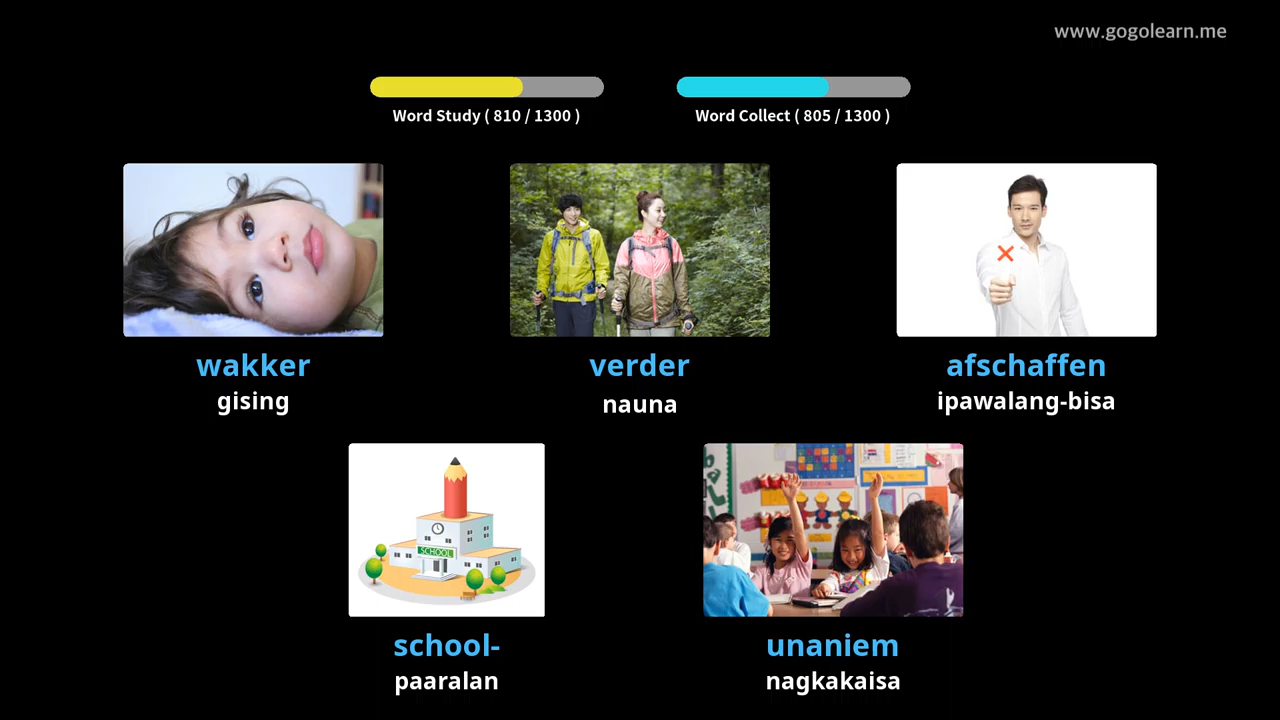 www.gogolearn.me
Word Study ( 810 / 1300 )
Word Collect ( 805 / 1300 )
wakker
gising
verder
nauna
afschaffen
ipawalang-bisa
SCHOOL
school-
paaralan
unaniem
nagkakaisa